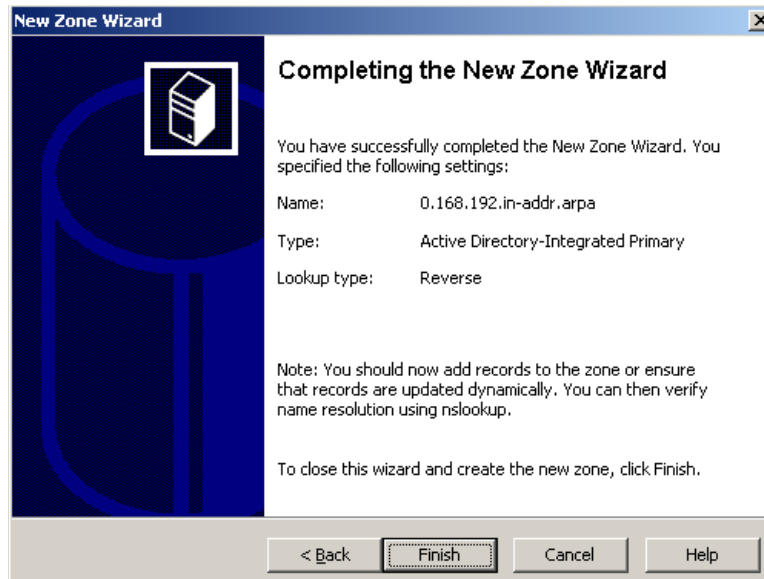 New Zone Wizard
Completing the New Zone Wizard
You have successfully completed the New Zone Wizard. You
specified the following settings:
Name: 0.168.192.in-addr.arpa
Type: Active Directory-Integrated Primary
Lookup type: Reverse
Note: You should now add records to the zone or ensure
that records are updated dynamically. You can then verify
name resolution using nslookup.
To close this wizard and create the new zone, click Finish.
< Back Finish Cancel Help